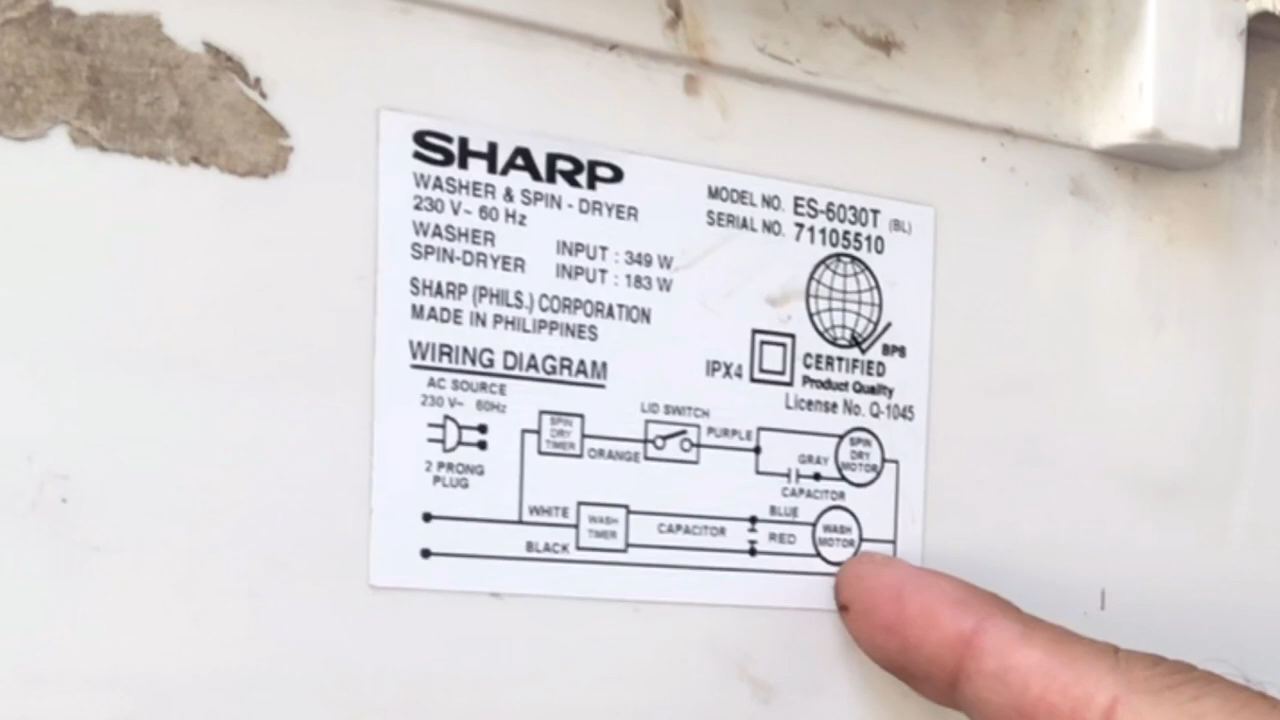 SHARP
WASHER & SPIN - DRYER
230 V~ 60 Hz
WASHER INPUT : 349 W
SPIN-DRYER INPUT : 183 W
SHARP (PHILS.) CORPORATION
MADE IN PHILIPPINES
MODEL NO. ES-6030T (BL)
SERIAL NO. 71105510
BPS
IPX4
CERTIFIED
Product Quality
License No. Q-1045
WIRING DIAGRAM
AC SOURCE
230 V~ 60Hz
2 PRONG
PLUG
SPIN
DRY
TIMER
ORANGE
LID SWITCH
PURPLE
GRAY
CAPACITOR
SPIN
DRY
MOTOR
WHITE
WASH
TIMER
CAPACITOR
BLUE
RED
WASH
MOTOR
BLACK